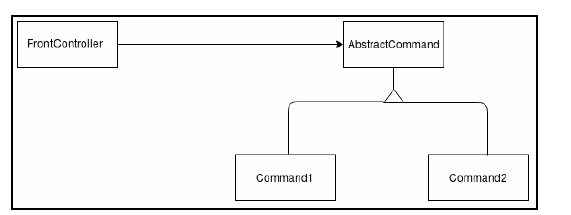 FrontController
AbstractCommand
Command1
Command2